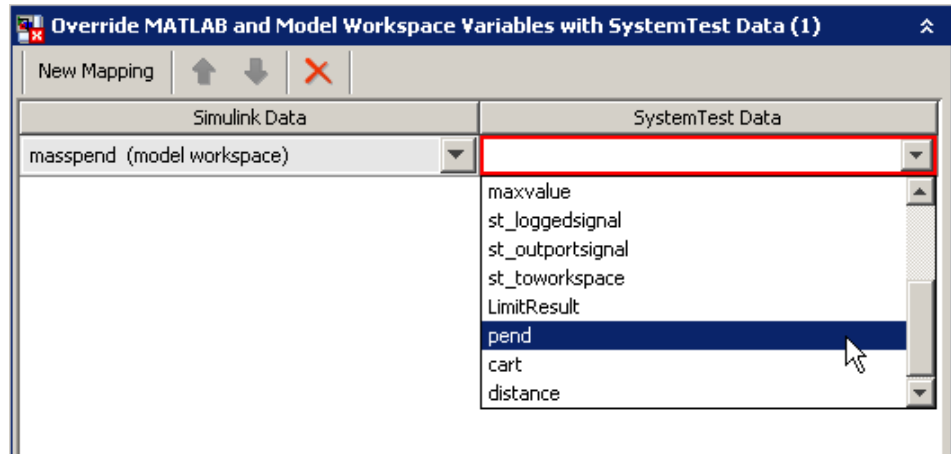 Override MATLAB and Model Workspace Variables with SystemTest Data (1)
New Mapping
Simulink Data SystemTest Data
masspend (model workspace)
maxvalue
st_loggedsignal
st_outportsignal
st_toworkspace
LimitResult
pend
cart
distance